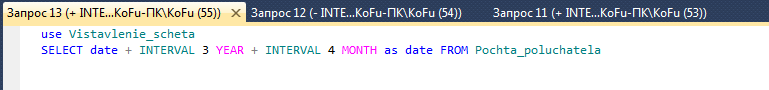 Запрос 13 (+ INTE...KoFu-ПК\KoFu (55)) Запрос 12 (- INTE...KoFu-ПК\KoFu (54)) Запрос 11 (+ INTE...KoFu-ПК\KoFu (53))
use Vistavlenie_scheta
SELECT date + INTERVAL 3 YEAR + INTERVAL 4 MONTH as date FROM Pochta_poluchatela